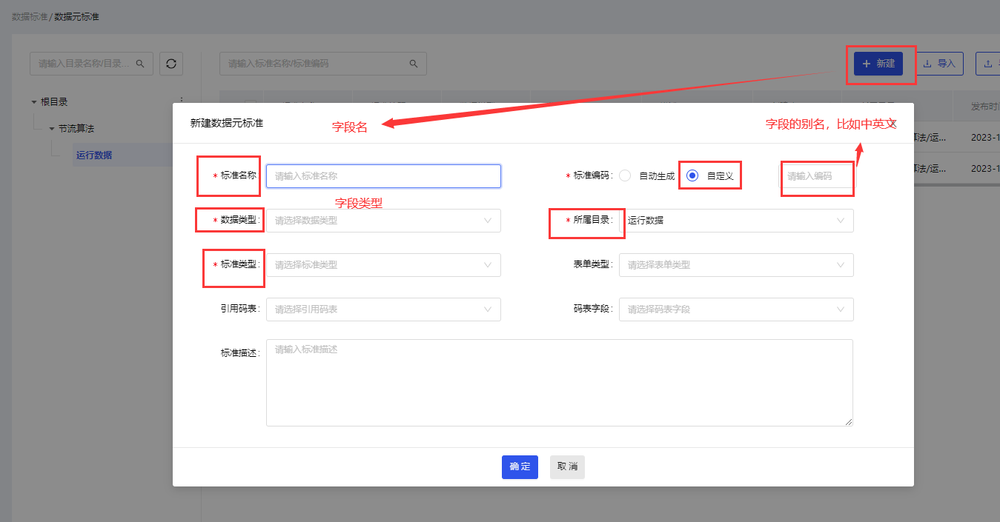 数据标准 / 数据元标准
请输入目录名称/目录...
请输入标准名称/标准编码
新建
导入
根目录
节流算法
运行数据
发布时
算法/运...
2023-1
算法/运...
2023-1
新建数据元标准
字段名
字段的别名，比如中英文
* 标准名称
请输入标准名称
* 标准编码:
自动生成
自定义
请输入编码
字段类型
* 数据类型:
请选择数据类型
* 所属目录:
运行数据
* 标准类型:
请选择标准类型
表单类型:
请选择表单类型
引用码表:
请选择引用码表
码表字段:
请选择码表字段
标准描述:
请输入标准描述
确 定
取 消